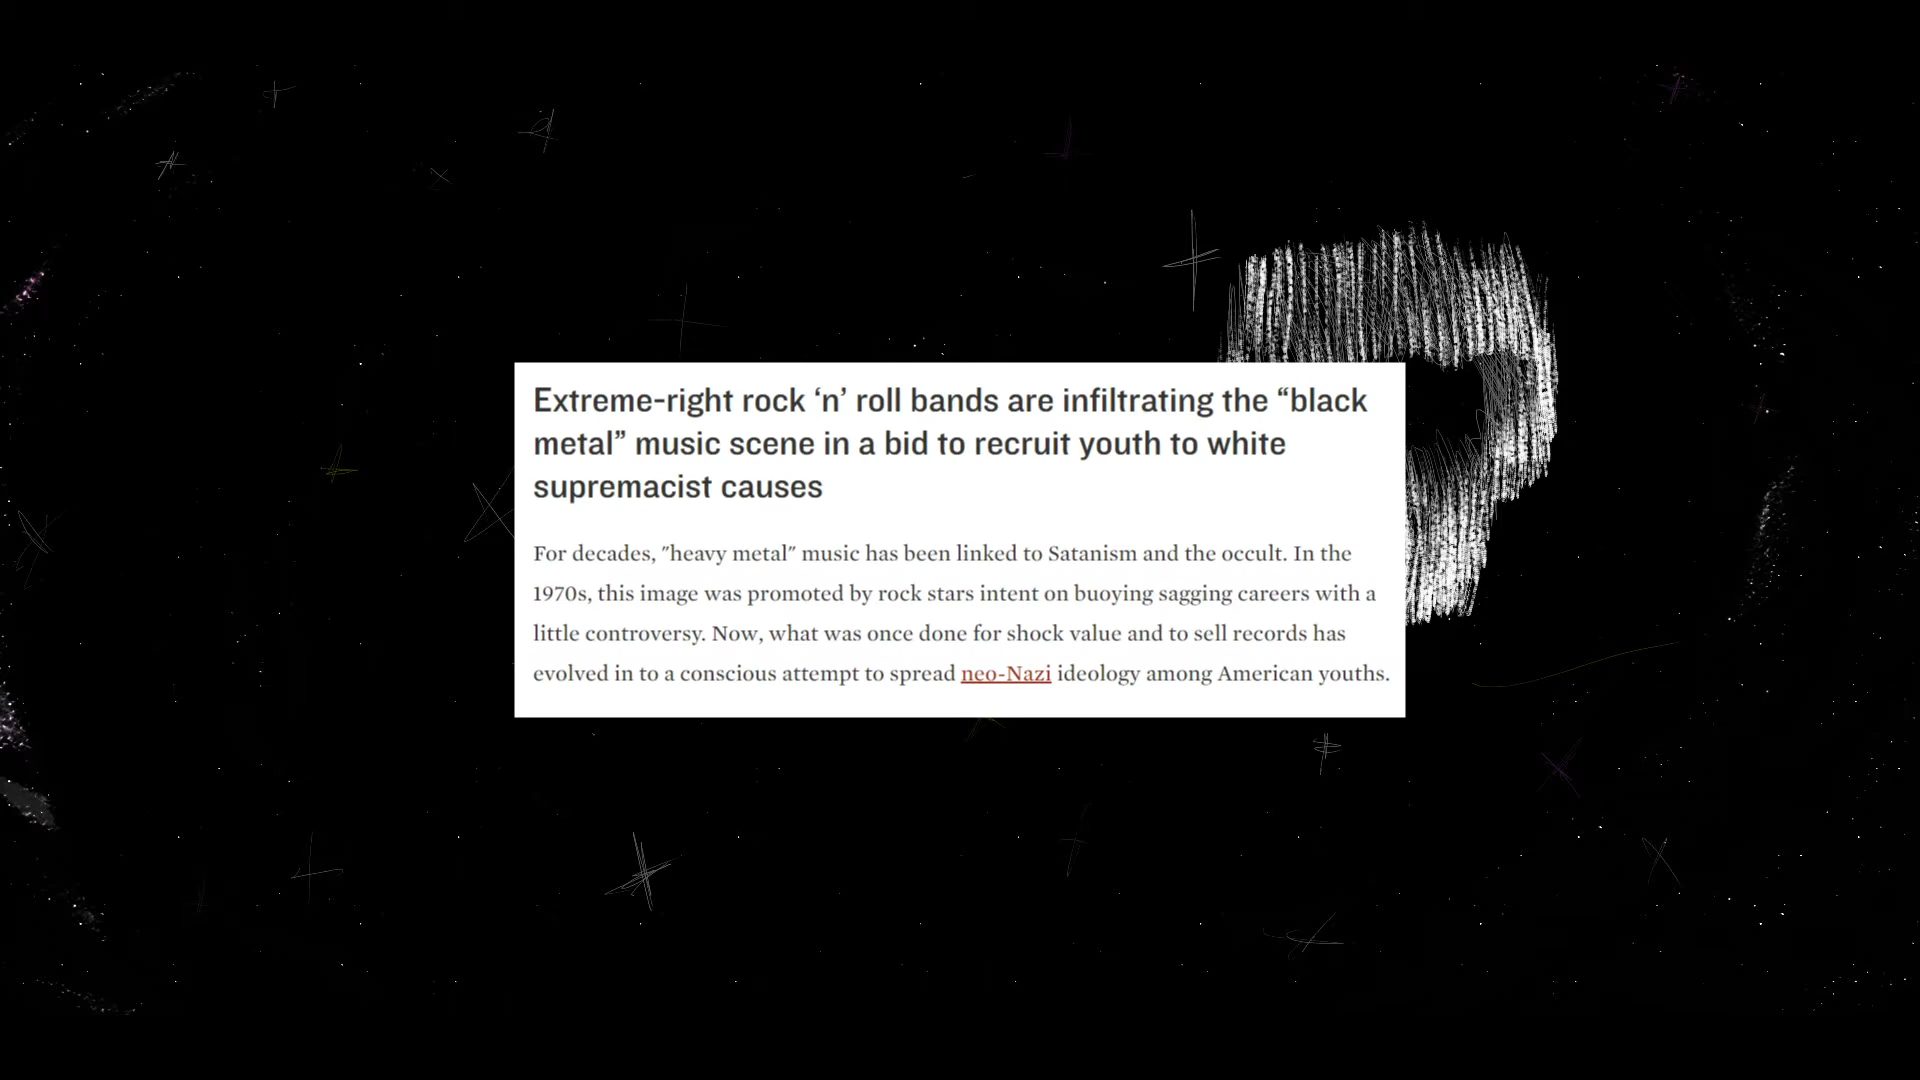 Extreme-right rock ‘n’ roll bands are infiltrating the “black
metal” music scene in a bid to recruit youth to white
supremacist causes
For decades, "heavy metal" music has been linked to Satanism and the occult. In the
1970s, this image was promoted by rock stars intent on buoying sagging careers with a
little controversy. Now, what was once done for shock value and to sell records has
evolved in to a conscious attempt to spread neo-Nazi ideology among American youths.